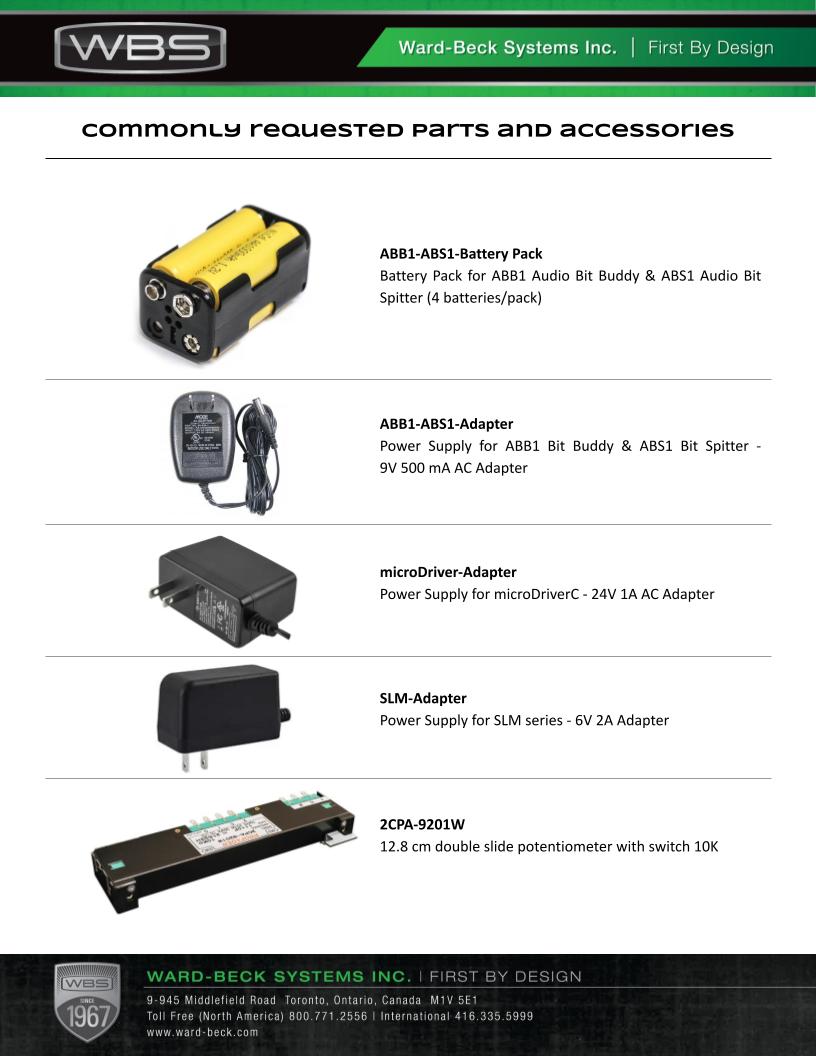 WBS
Ward-Beck Systems Inc. | First By Design
commonly requested parts and accessories
ABB1-ABS1-Battery Pack
Battery Pack for ABB1 Audio Bit Buddy & ABS1 Audio Bit
Spitter (4 batteries/pack)
ABB1-ABS1-Adapter
Power Supply for ABB1 Bit Buddy & ABS1 Bit Spitter -
9V 500 mA AC Adapter
microDriver-Adapter
Power Supply for microDriverC - 24V 1A AC Adapter
SLM-Adapter
Power Supply for SLM series - 6V 2A Adapter
2CPA-9201W
12.8 cm double slide potentiometer with switch 10K
WBS
SINCE
1967
WARD-BECK SYSTEMS INC. | FIRST BY DESIGN
9-945 Middlefield Road Toronto, Ontario, Canada M1V 5E1
Toll Free (North America) 800.771.2556 | International 416.335.5999
www.ward-beck.com